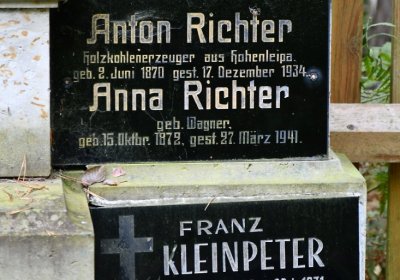 Anton Richter
Holzkohlenerzeuger aus Hohenleipa.
geb. 2. Juni 1870 gest. 17. Dezember 1934.
Anna Richter
geb. Wagner.
geb. 15. Oktbr. 1872, gest. 27. März 1941.
FRANZ
KLEINPETER